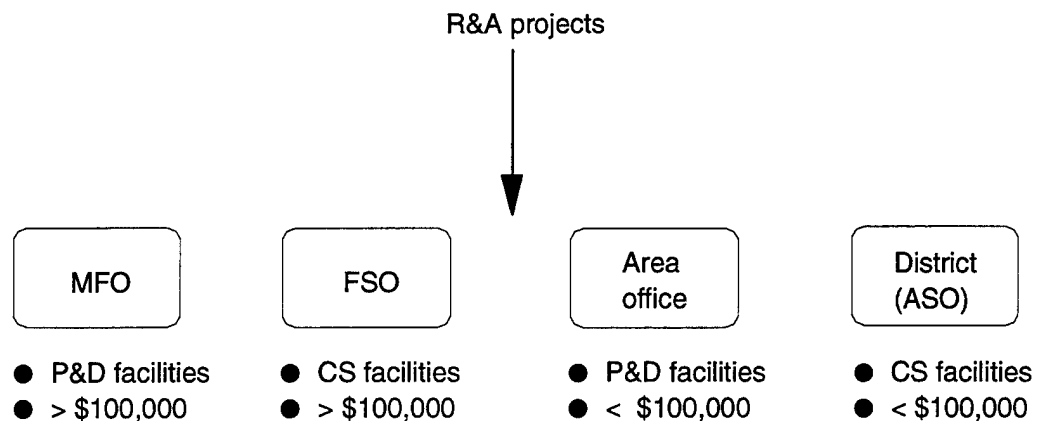 R&A projects
MFO
FSO
Area
office
District
(ASO)
● P&D facilities
● > $100,000
● CS facilities
● > $100,000
● P&D facilities
● < $100,000
● CS facilities
● < $100,000